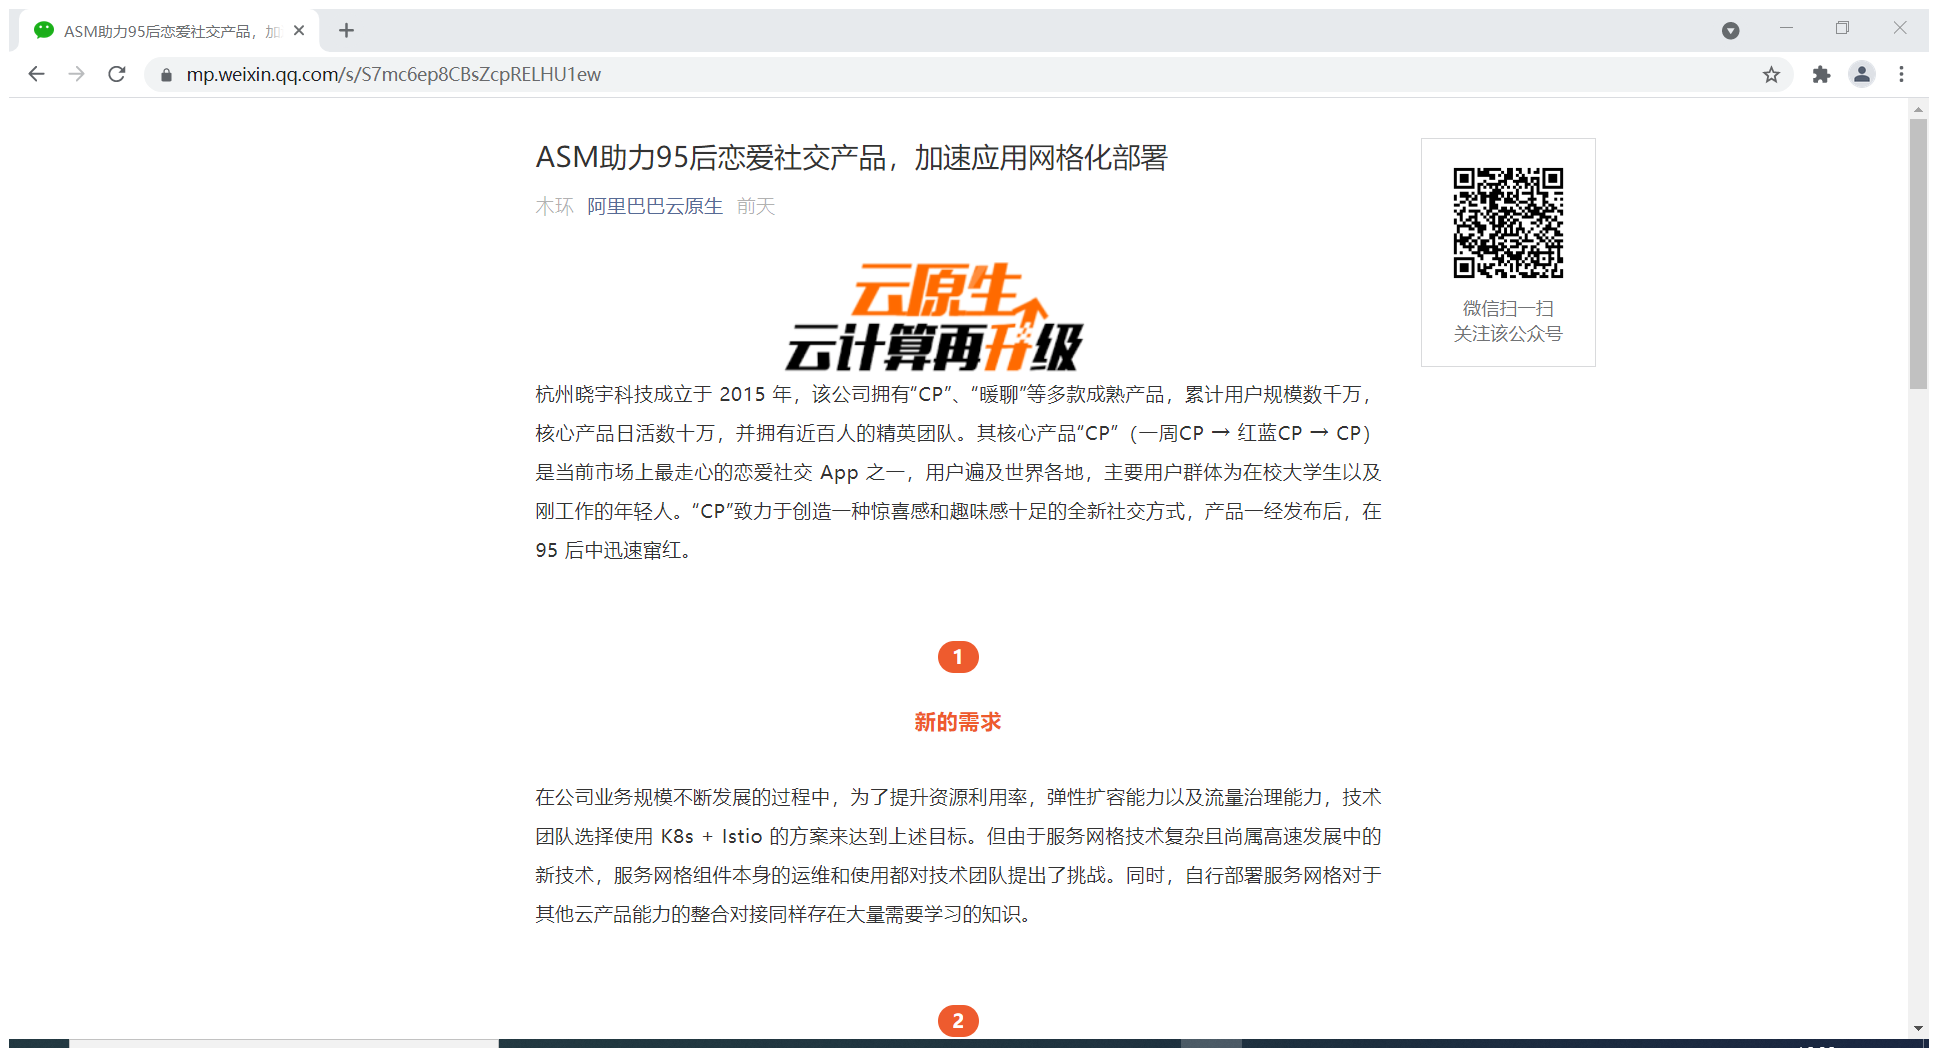 ASM助力95后恋爱社交产品，加
mp.weixin.qq.com/s/S7mc6ep8CBsZcpRELHU1ew
ASM助力95后恋爱社交产品，加速应用网格化部署
木环 阿里巴巴云原生 前天
云原生
云计算再升级
微信扫一扫
关注该公众号
杭州晓宇科技成立于 2015 年，该公司拥有“CP”、“暖聊”等多款成熟产品，累计用户规模数千万，
核心产品日活数十万，并拥有近百人的精英团队。其核心产品“CP”（一周CP → 红蓝CP → CP）
是当前市场上最走心的恋爱社交 App 之一，用户遍及世界各地，主要用户群体为在校大学生以及
刚工作的年轻人。“CP”致力于创造一种惊喜感和趣味感十足的全新社交方式，产品一经发布后，在
95 后中迅速窜红。
1
新的需求
在公司业务规模不断发展的过程中，为了提升资源利用率，弹性扩容能力以及流量治理能力，技术
团队选择使用 K8s + Istio 的方案来达到上述目标。但由于服务网格技术复杂且尚属高速发展中的
新技术，服务网格组件本身的运维和使用都对技术团队提出了挑战。同时，自行部署服务网格对于
其他云产品能力的整合对接同样存在大量需要学习的知识。
2